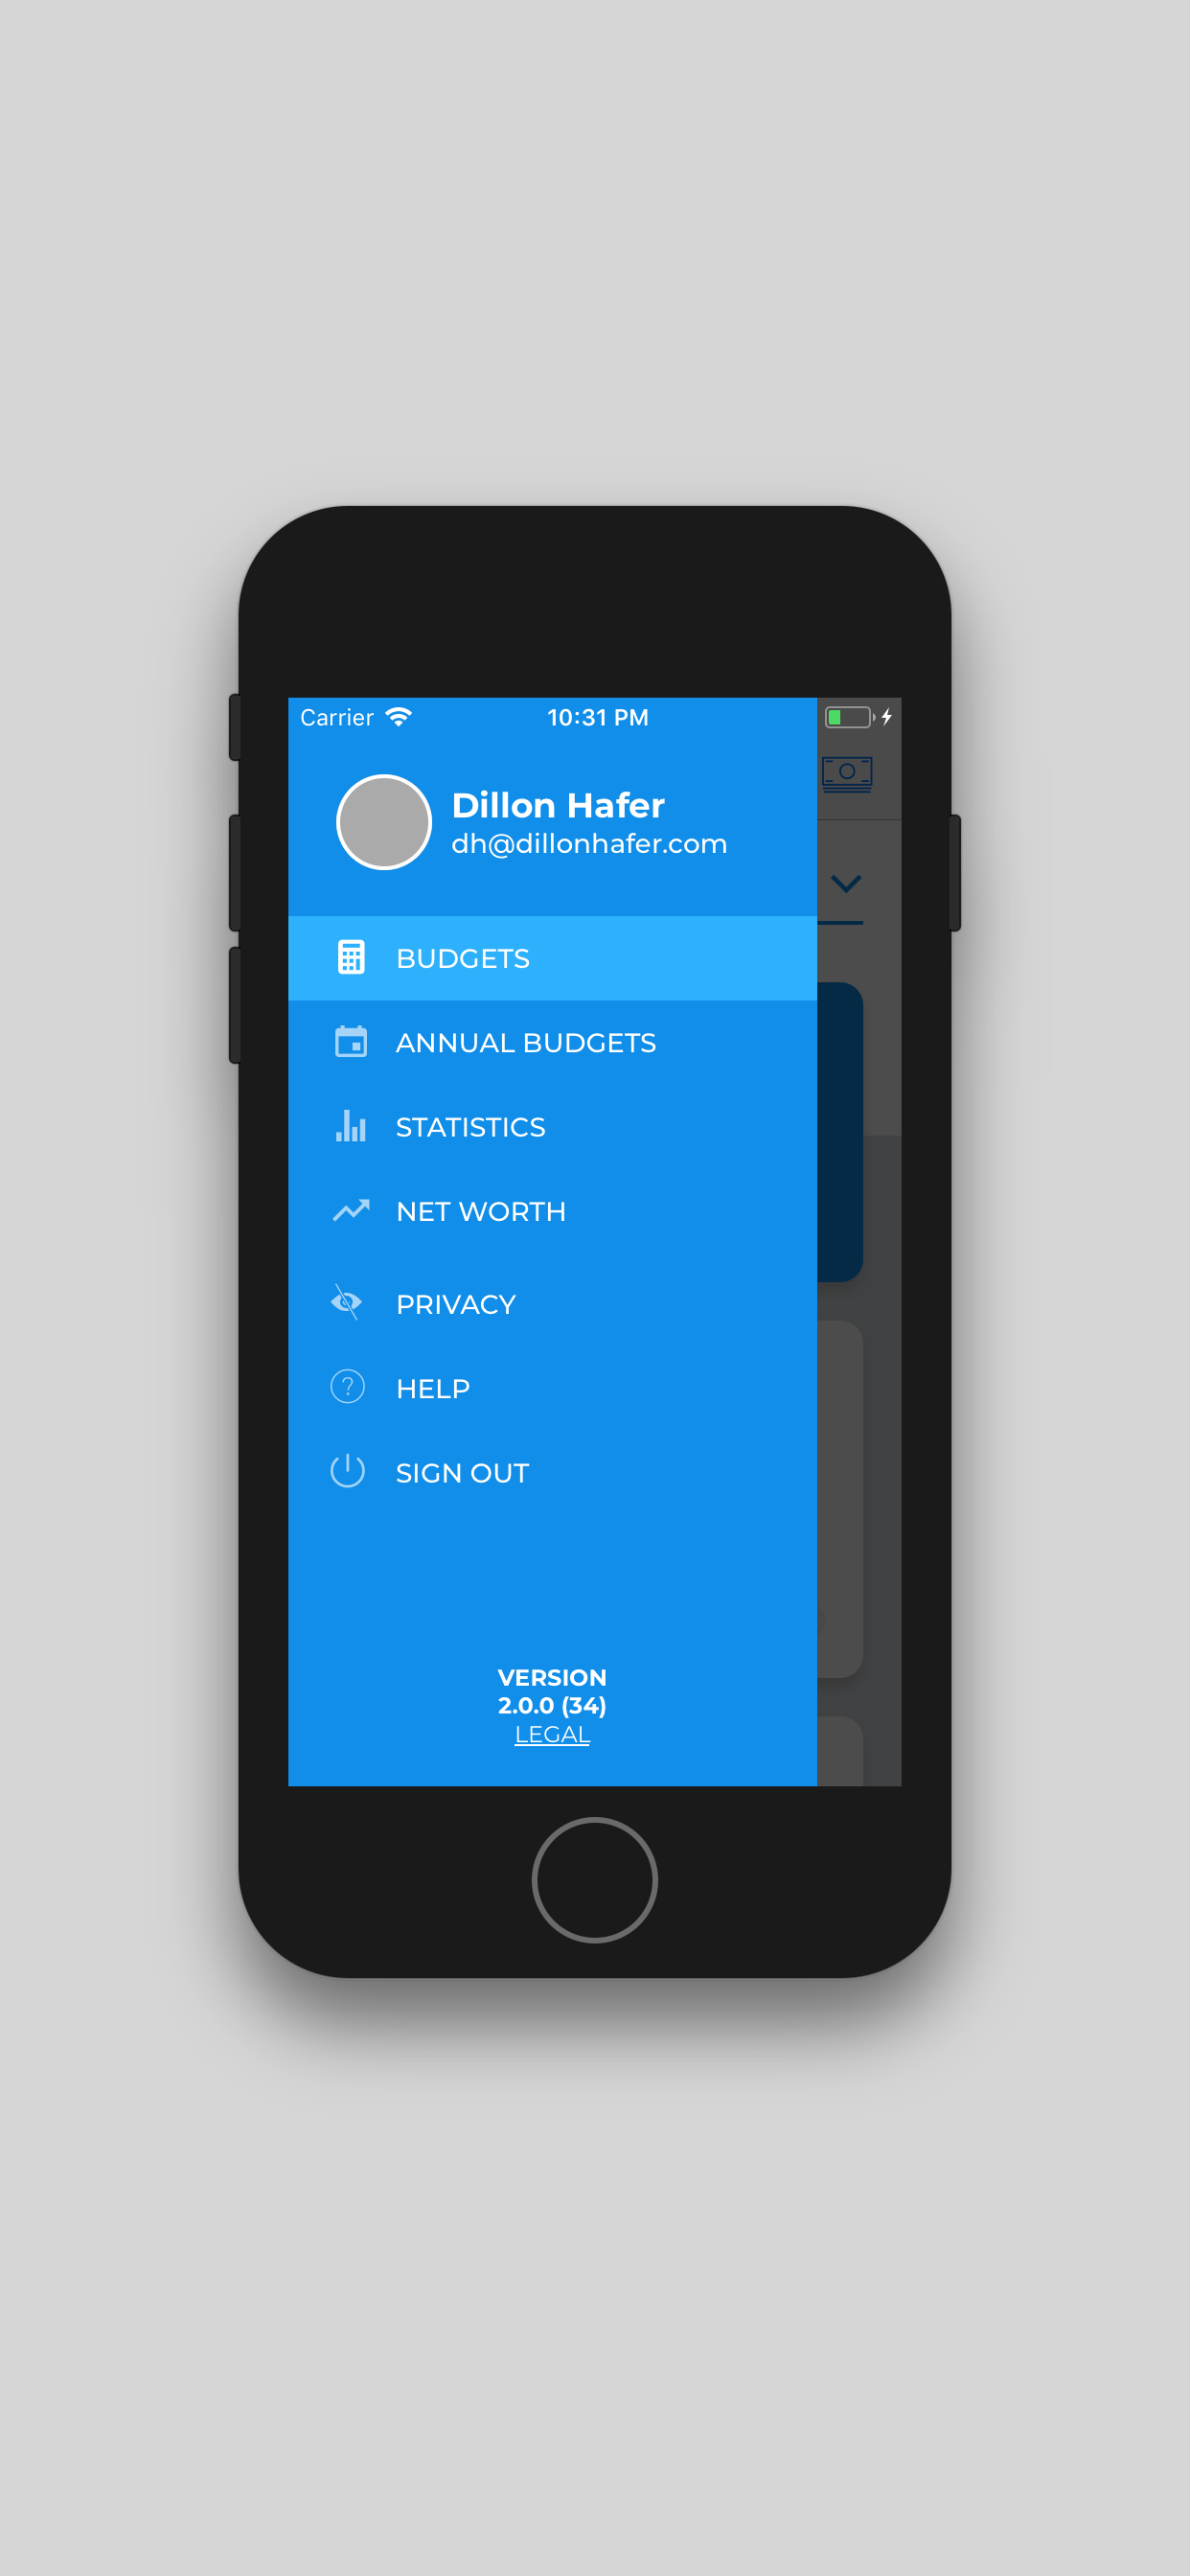 Carrier 10:31 PM
Dillon Hafer
dh@dillonhafer.com
BUDGETS
ANNUAL BUDGETS
STATISTICS
NET WORTH
PRIVACY
HELP
SIGN OUT
VERSION
2.0.0 (34)
LEGAL